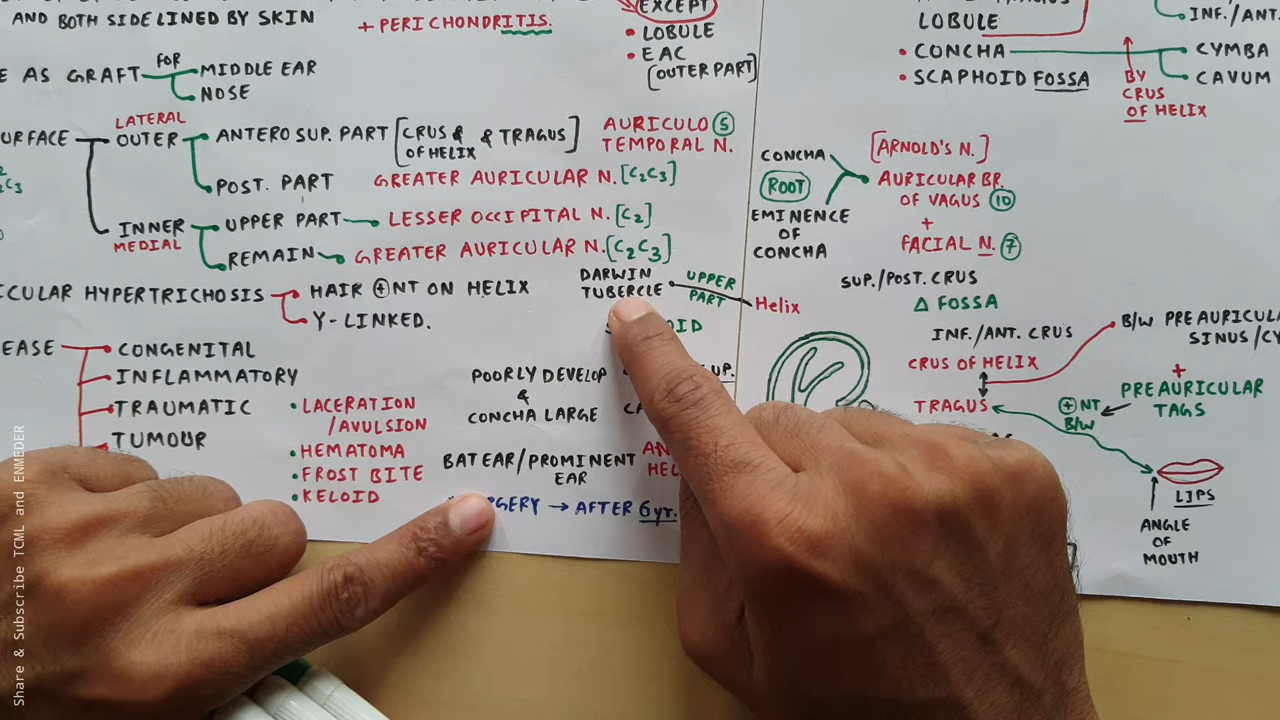 AND BOTH SIDE LINED BY SKIN
+ PERICHONDRITIS.
EXCEPT
• LOBULE
• EAC
[OUTER PART]
E AS GRAFT FOR MIDDLE EAR
NOSE
URFACE
LATERAL
OUTER
ANTERO SUP. PART [CRUS & & TRAGUS]
OF HELIX
AURICULO 5
TEMPORAL N.
POST. PART GREATER AURICULAR N. [C2C3]
INNER
MEDIAL
UPPER PART LESSER OCCIPITAL N. [C2]
REMAIN GREATER AURICULAR N. [C2C3]
CULAR HYPERTRICHOSIS HAIR ⊕NT ON HELIX
Y-LINKED.
DARWIN
TUBERCLE
UPPER
PART
Helix
EASE CONGENITAL
INFLAMMATORY
TRAUMATIC
TUMOUR
• LACERATION
/AVULSION
• HEMATOMA
• FROST BITE
• KELOID
POORLY DEVELOP
&
CONCHA LARGE
BAT EAR/PROMINENT
EAR
→ AFTER 6yr.
LOBULE
• CONCHA
• SCAPHOID FOSSA
INF./ANT.
CYMBA
CAVUM
BY
CRUS
OF HELIX
CONCHA
ROOT
EMINENCE
OF
CONCHA
[ARNOLD'S N.]
AURICULAR BR.
OF VAGUS 10
+
FACIAL N. 7
SUP./POST. CRUS
Δ FOSSA
INF./ANT. CRUS
CRUS OF HELIX
TRAGUS
B/W PREAURICULA
SINUS/CY
+
PREAURICULAR
TAGS
⊕NT
B/W
LIPS
ANGLE
OF
MOUTH
Share & Subscribe TCML and ENMEDER